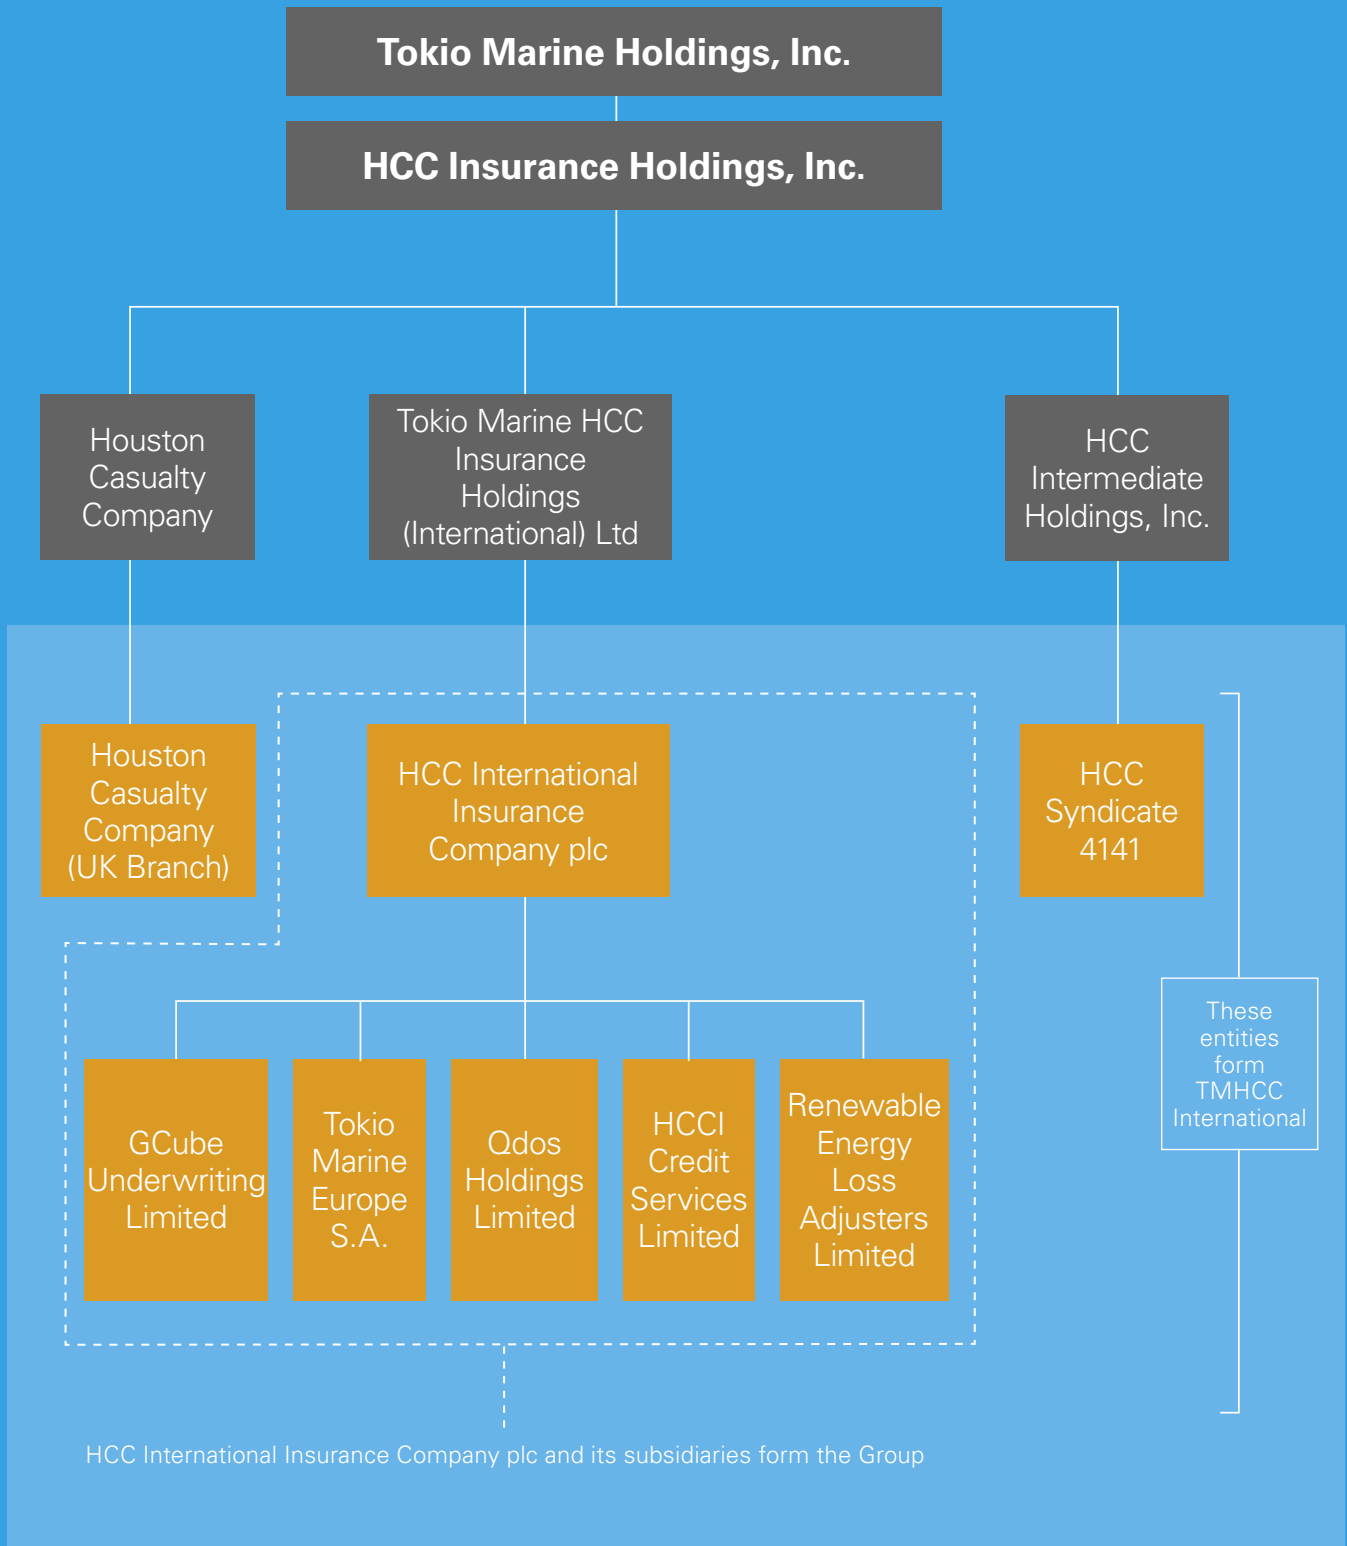 Tokio Marine Holdings, Inc.
HCC Insurance Holdings, Inc.
Houston
Casualty
Company
Tokio Marine HCC
Insurance
Holdings
(International) Ltd
HCC
Intermediate
Holdings, Inc.
Houston
Casualty
Company
(UK Branch)
HCC International
Insurance
Company plc
HCC
Syndicate
4141
These
entities
form
TMHCC
International
GCube
Underwriting
Limited
Tokio
Marine
Europe
S.A.
Qdos
Holdings
Limited
HCCI
Credit
Services
Limited
Renewable
Energy
Loss
Adjusters
Limited
HCC International Insurance Company plc and its subsidiaries form the Group